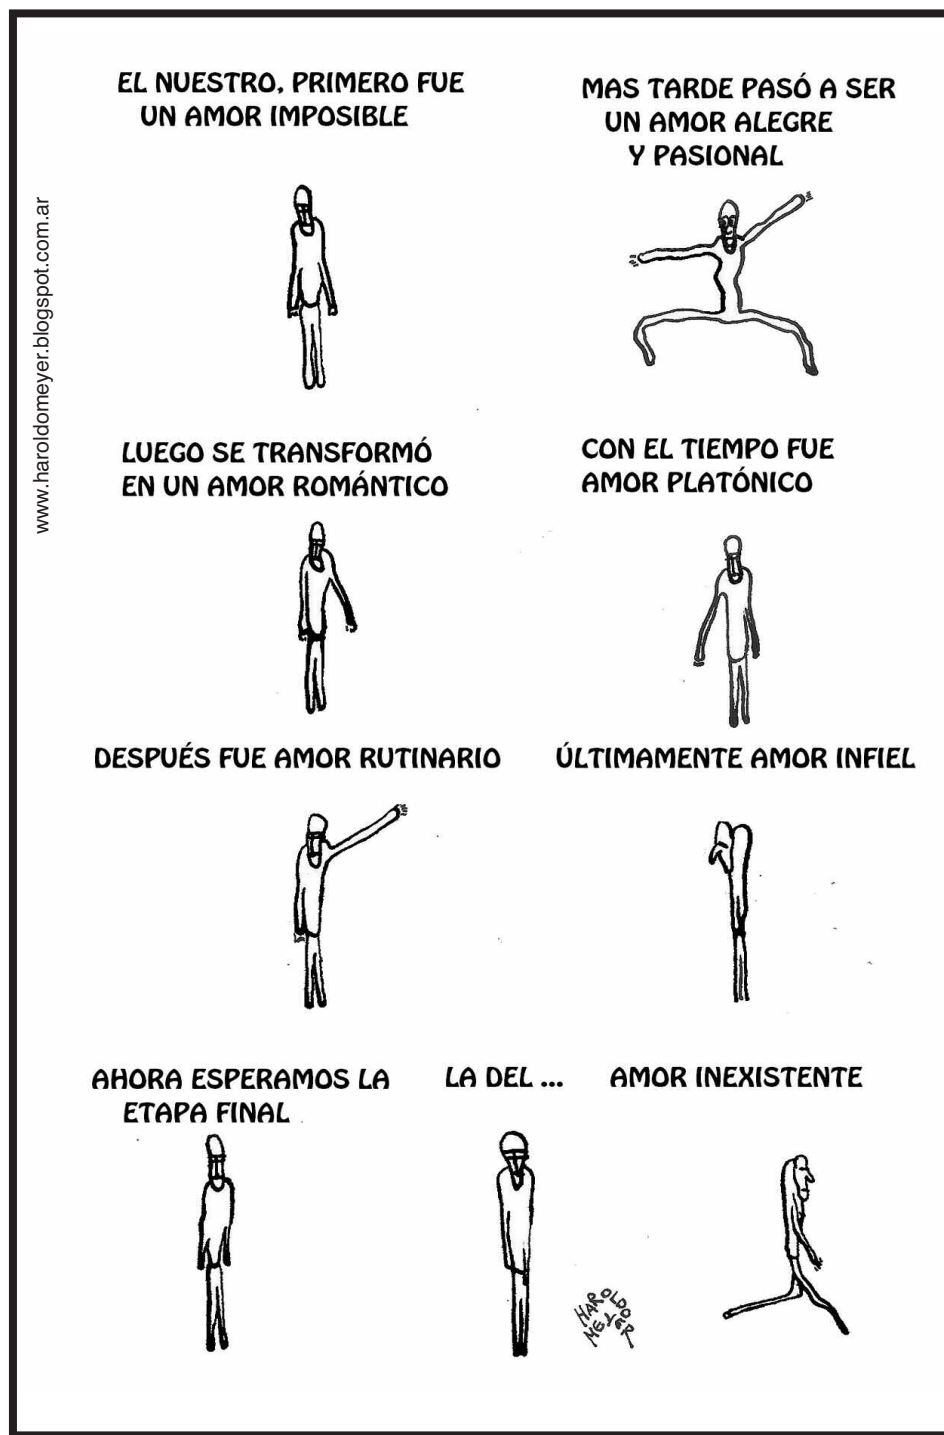 EL NUESTRO, PRIMERO FUE
UN AMOR IMPOSIBLE
MAS TARDE PASÓ A SER
UN AMOR ALEGRE
Y PASIONAL
www.haroldomeyer.blogspot.com.ar
LUEGO SE TRANSFORMÓ
EN UN AMOR ROMÁNTICO
CON EL TIEMPO FUE
AMOR PLATÓNICO
DESPUÉS FUE AMOR RUTINARIO
ÚLTIMAMENTE AMOR INFIEL
AHORA ESPERAMOS LA
ETAPA FINAL
LA DEL ...
AMOR INEXISTENTE
HAROLDO
MEYER